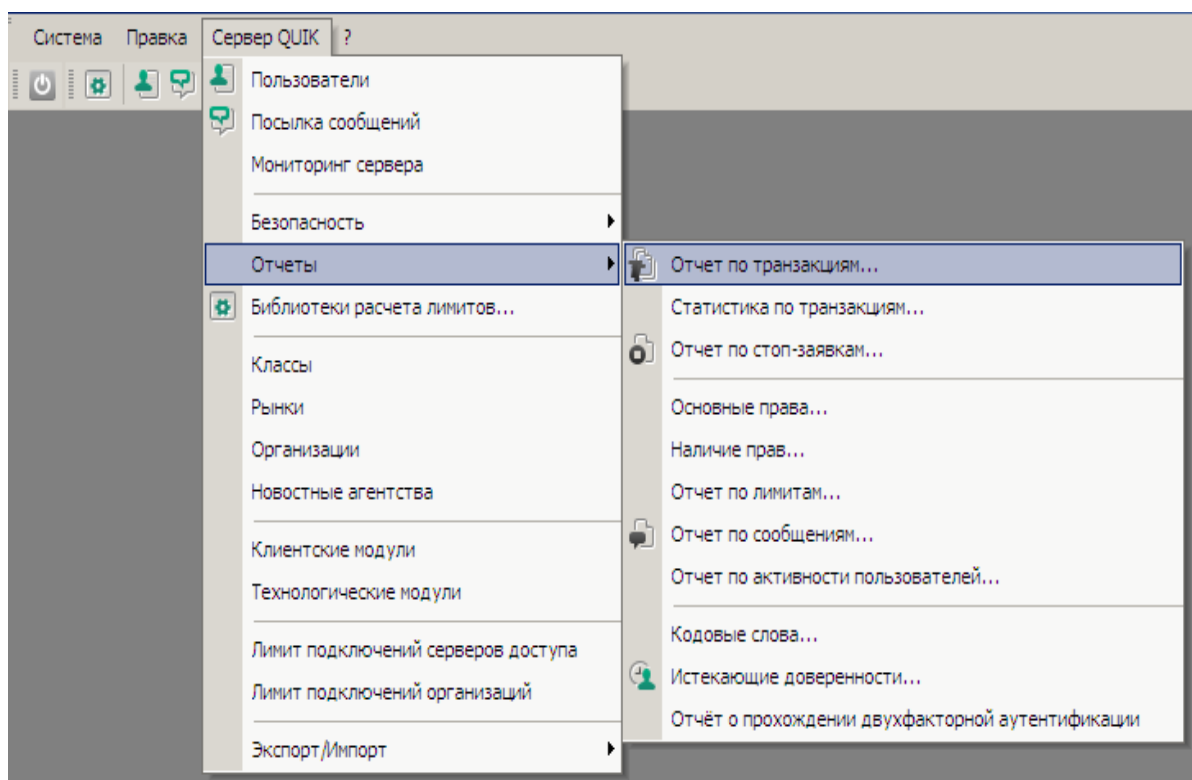 Система Правка Сервер QUIK ?
Пользователи
Посылка сообщений
Мониторинг сервера
Безопасность
Отчеты
Библиотеки расчета лимитов...
Классы
Рынки
Организации
Новостные агентства
Клиентские модули
Технологические модули
Лимит подключений серверов доступа
Лимит подключений организаций
Экспорт/Импорт
Отчет по транзакциям...
Статистика по транзакциям...
Отчет по стоп-заявкам...
Основные права...
Наличие прав...
Отчет по лимитам...
Отчет по сообщениям...
Отчет по активности пользователей...
Кодовые слова...
Истекающие доверенности...
Отчёт о прохождении двухфакторной аутентификации